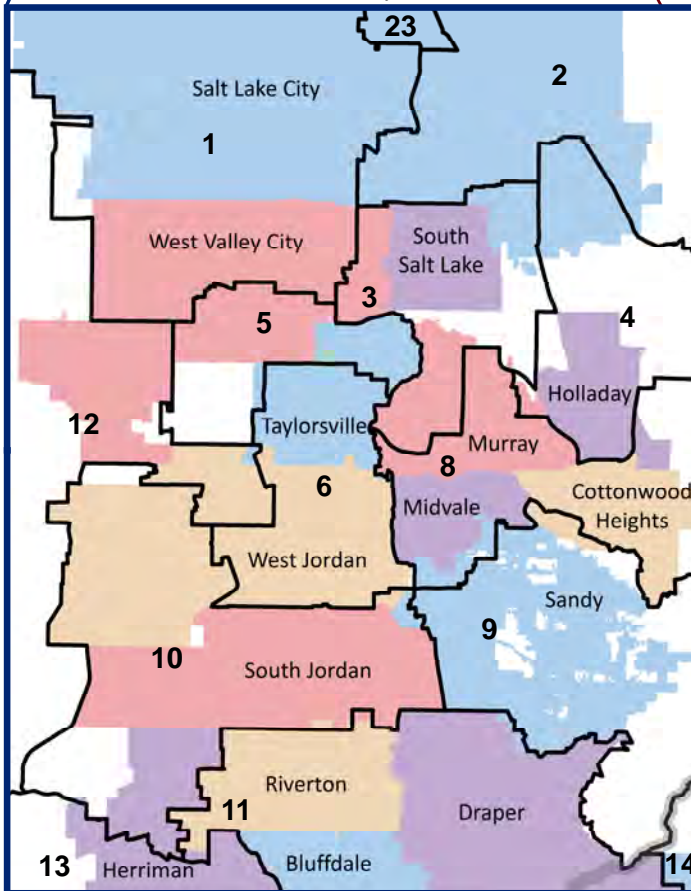 23
2
Salt Lake City
1
West Valley City
South
Salt Lake
3
5
4
Holladay
12
Taylorsville
Murray
8
6
Cottonwood
Heights
Midvale
West Jordan
Sandy
9
10
South Jordan
Riverton
11
Draper
13
Herriman
Bluffdale
14